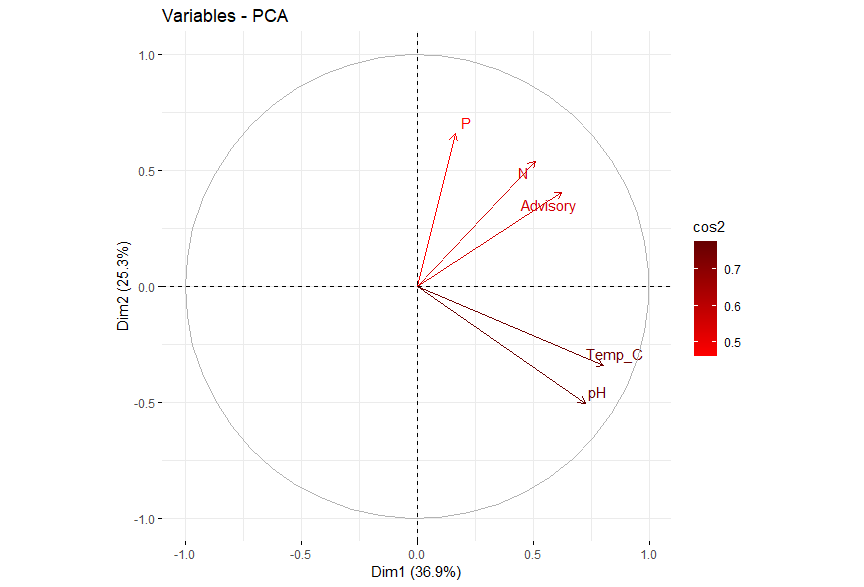 Variables - PCA
1.0
0.5
0.0
-0.5
-1.0
Dim2 (25.3%)
P
N
Advisory
Temp_C
pH
-1.0
-0.5
0.0
0.5
1.0
Dim1 (36.9%)
cos2
0.7
0.6
0.5